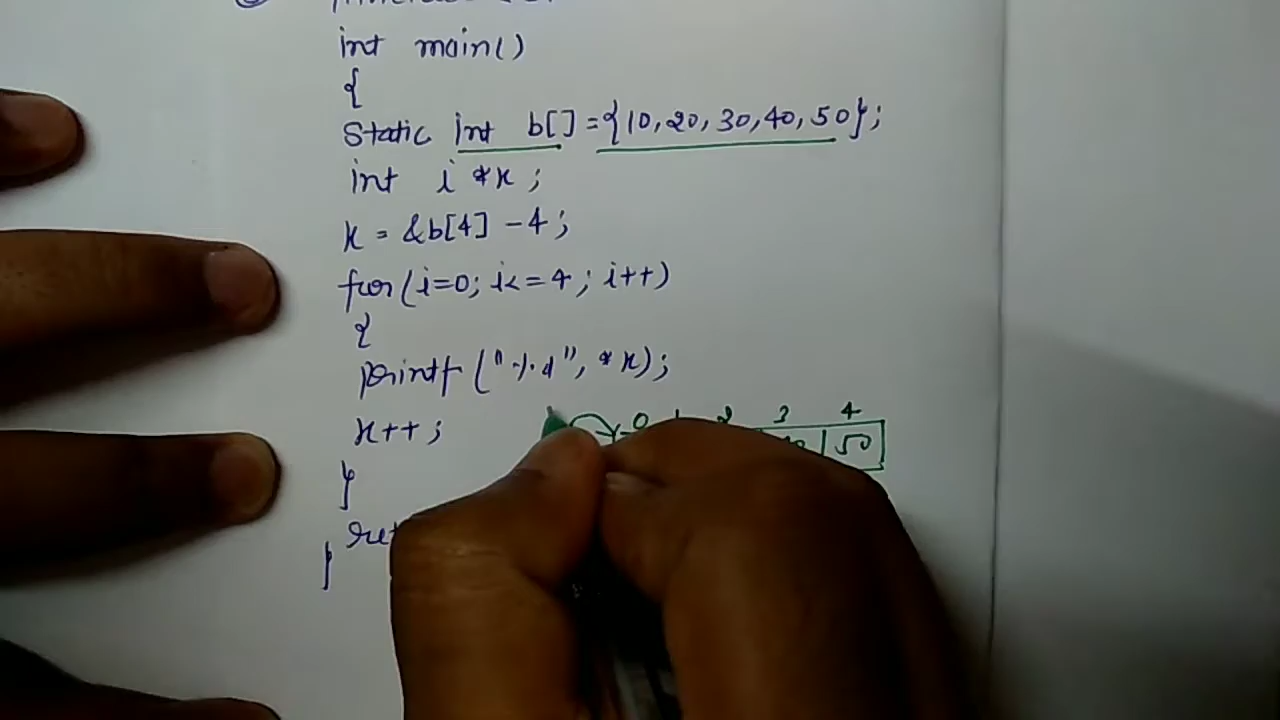 int main()
{
Static int b[] = {10, 20, 30, 40, 50};
int i *k ;
k = &b[4] - 4 ;
for (i=0; i<=4 ; i++)
{
printf ("%d", *k);
k++ ;
}
}
0 2 3 4
50